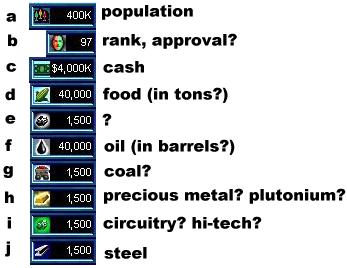 a 400K population
b 97 rank, approval?
c $4,000K cash
d 40,000 food (in tons?)
e 1,500 ?
f 40,000 oil (in barrels?)
g 1,500 coal?
h 1,500 precious metal? plutonium?
i 1,500 circuitry? hi-tech?
j 1,500 steel